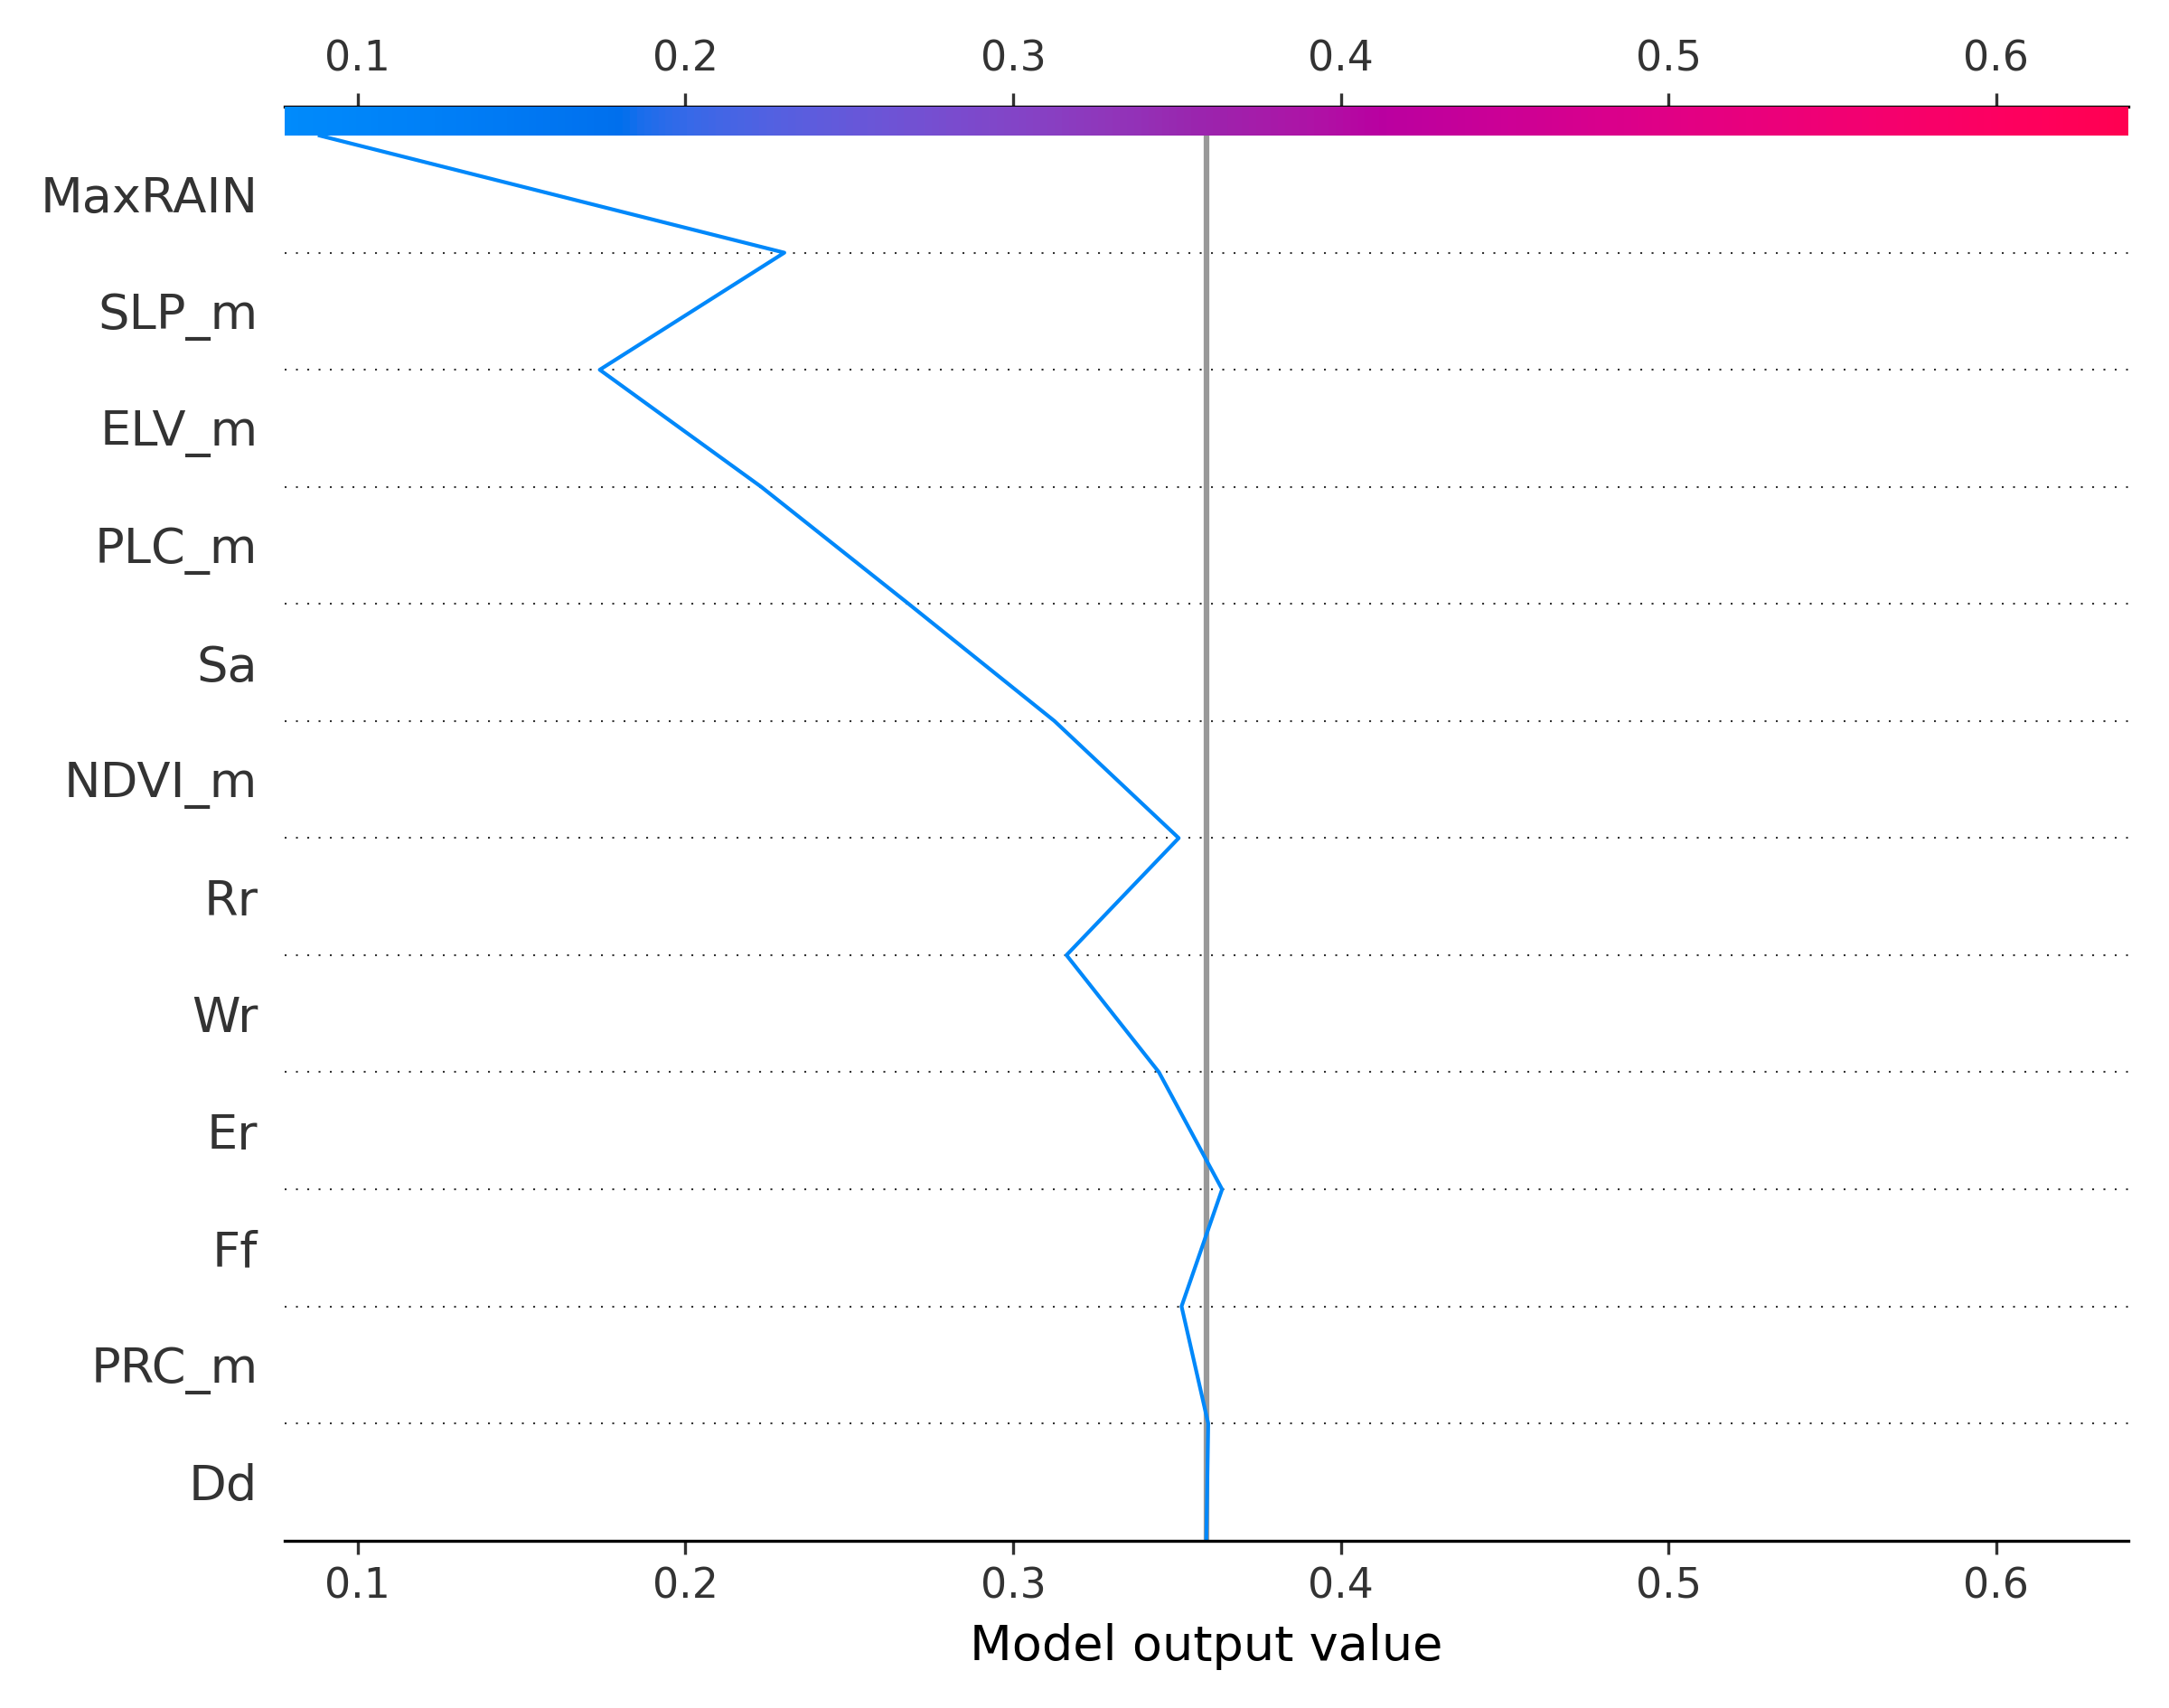 0.1 0.2 0.3 0.4 0.5 0.6
MaxRAIN
SLP_m
ELV_m
PLC_m
Sa
NDVI_m
Rr
Wr
Er
Ff
PRC_m
Dd
0.1 0.2 0.3 0.4 0.5 0.6
Model output value